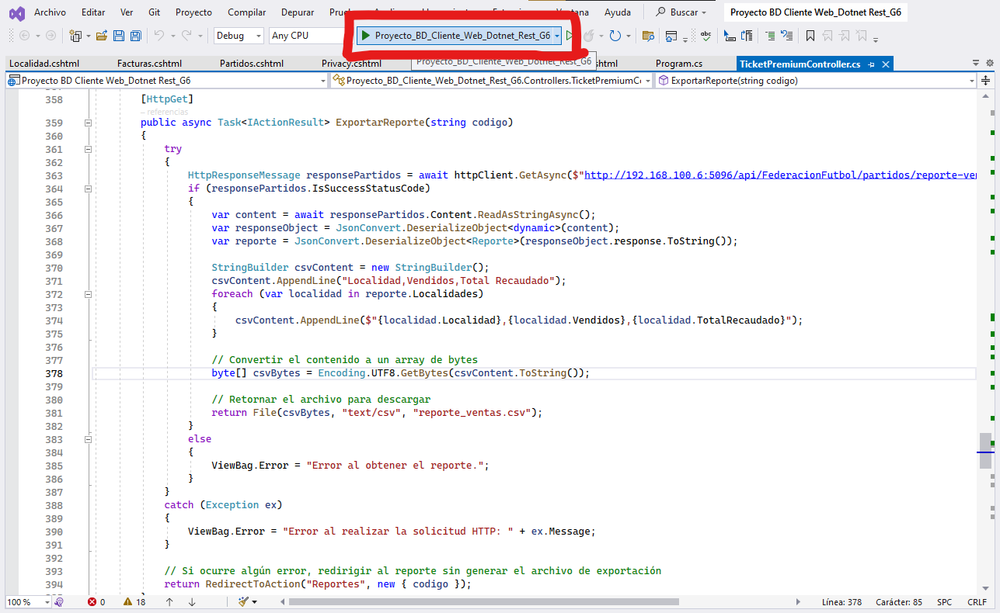 Archivo Editar Ver Git Proyecto Compilar Depurar Ventana Ayuda Buscar Proyecto BD Cliente Web_Dotnet Rest_G6
Debug Any CPU Proyecto_BD_Cliente_Web_Dotnet_Rest_G6
Proyecto_BD_Cliente_Web_Dotnet_Rest_G6
Localidad.cshtml Facturas.cshtml Partidos.cshtml Privacy.cshtml html Program.cs TicketPremiumController.cs
Proyecto BD Cliente Web_Dotnet Rest_G6 Proyecto_BD_Cliente_Web_Dotnet_Rest_G6.Controllers.TicketPremiumCo ExportarReporte(string codigo)
358 [HttpGet]
– referencias
359 public async Task<IActionResult> ExportarReporte(string codigo)
360 {
361 try
362 {
363 HttpResponseMessage responsePartidos = await httpClient.GetAsync($"http://192.168.100.6:5096/api/FederacionFutbol/partidos/reporte-ven
364 if (responsePartidos.IsSuccessStatusCode)
365 {
366 var content = await responsePartidos.Content.ReadAsStringAsync();
367 var responseObject = JsonConvert.DeserializeObject<dynamic>(content);
368 var reporte = JsonConvert.DeserializeObject<Reporte>(responseObject.response.ToString());
369
370 StringBuilder csvContent = new StringBuilder();
371 csvContent.AppendLine("Localidad,Vendidos,Total Recaudado");
372 foreach (var localidad in reporte.Localidades)
373 {
374 csvContent.AppendLine($"{localidad.Localidad},{localidad.Vendidos},{localidad.TotalRecaudado}");
375 }
376
377 // Convertir el contenido a un array de bytes
378 byte[] csvBytes = Encoding.UTF8.GetBytes(csvContent.ToString());
379
380 // Retornar el archivo para descargar
381 return File(csvBytes, "text/csv", "reporte_ventas.csv");
382 }
383 else
384 {
385 ViewBag.Error = "Error al obtener el reporte.";
386 }
387 }
388 catch (Exception ex)
389 {
390 ViewBag.Error = "Error al realizar la solicitud HTTP: " + ex.Message;
391 }
392
393 // Si ocurre algún error, redirigir al reporte sin generar el archivo de exportación
394 return RedirectToAction("Reportes", new { codigo });
100 % 0 18 Línea: 378 Carácter: 85 SPC CRLF